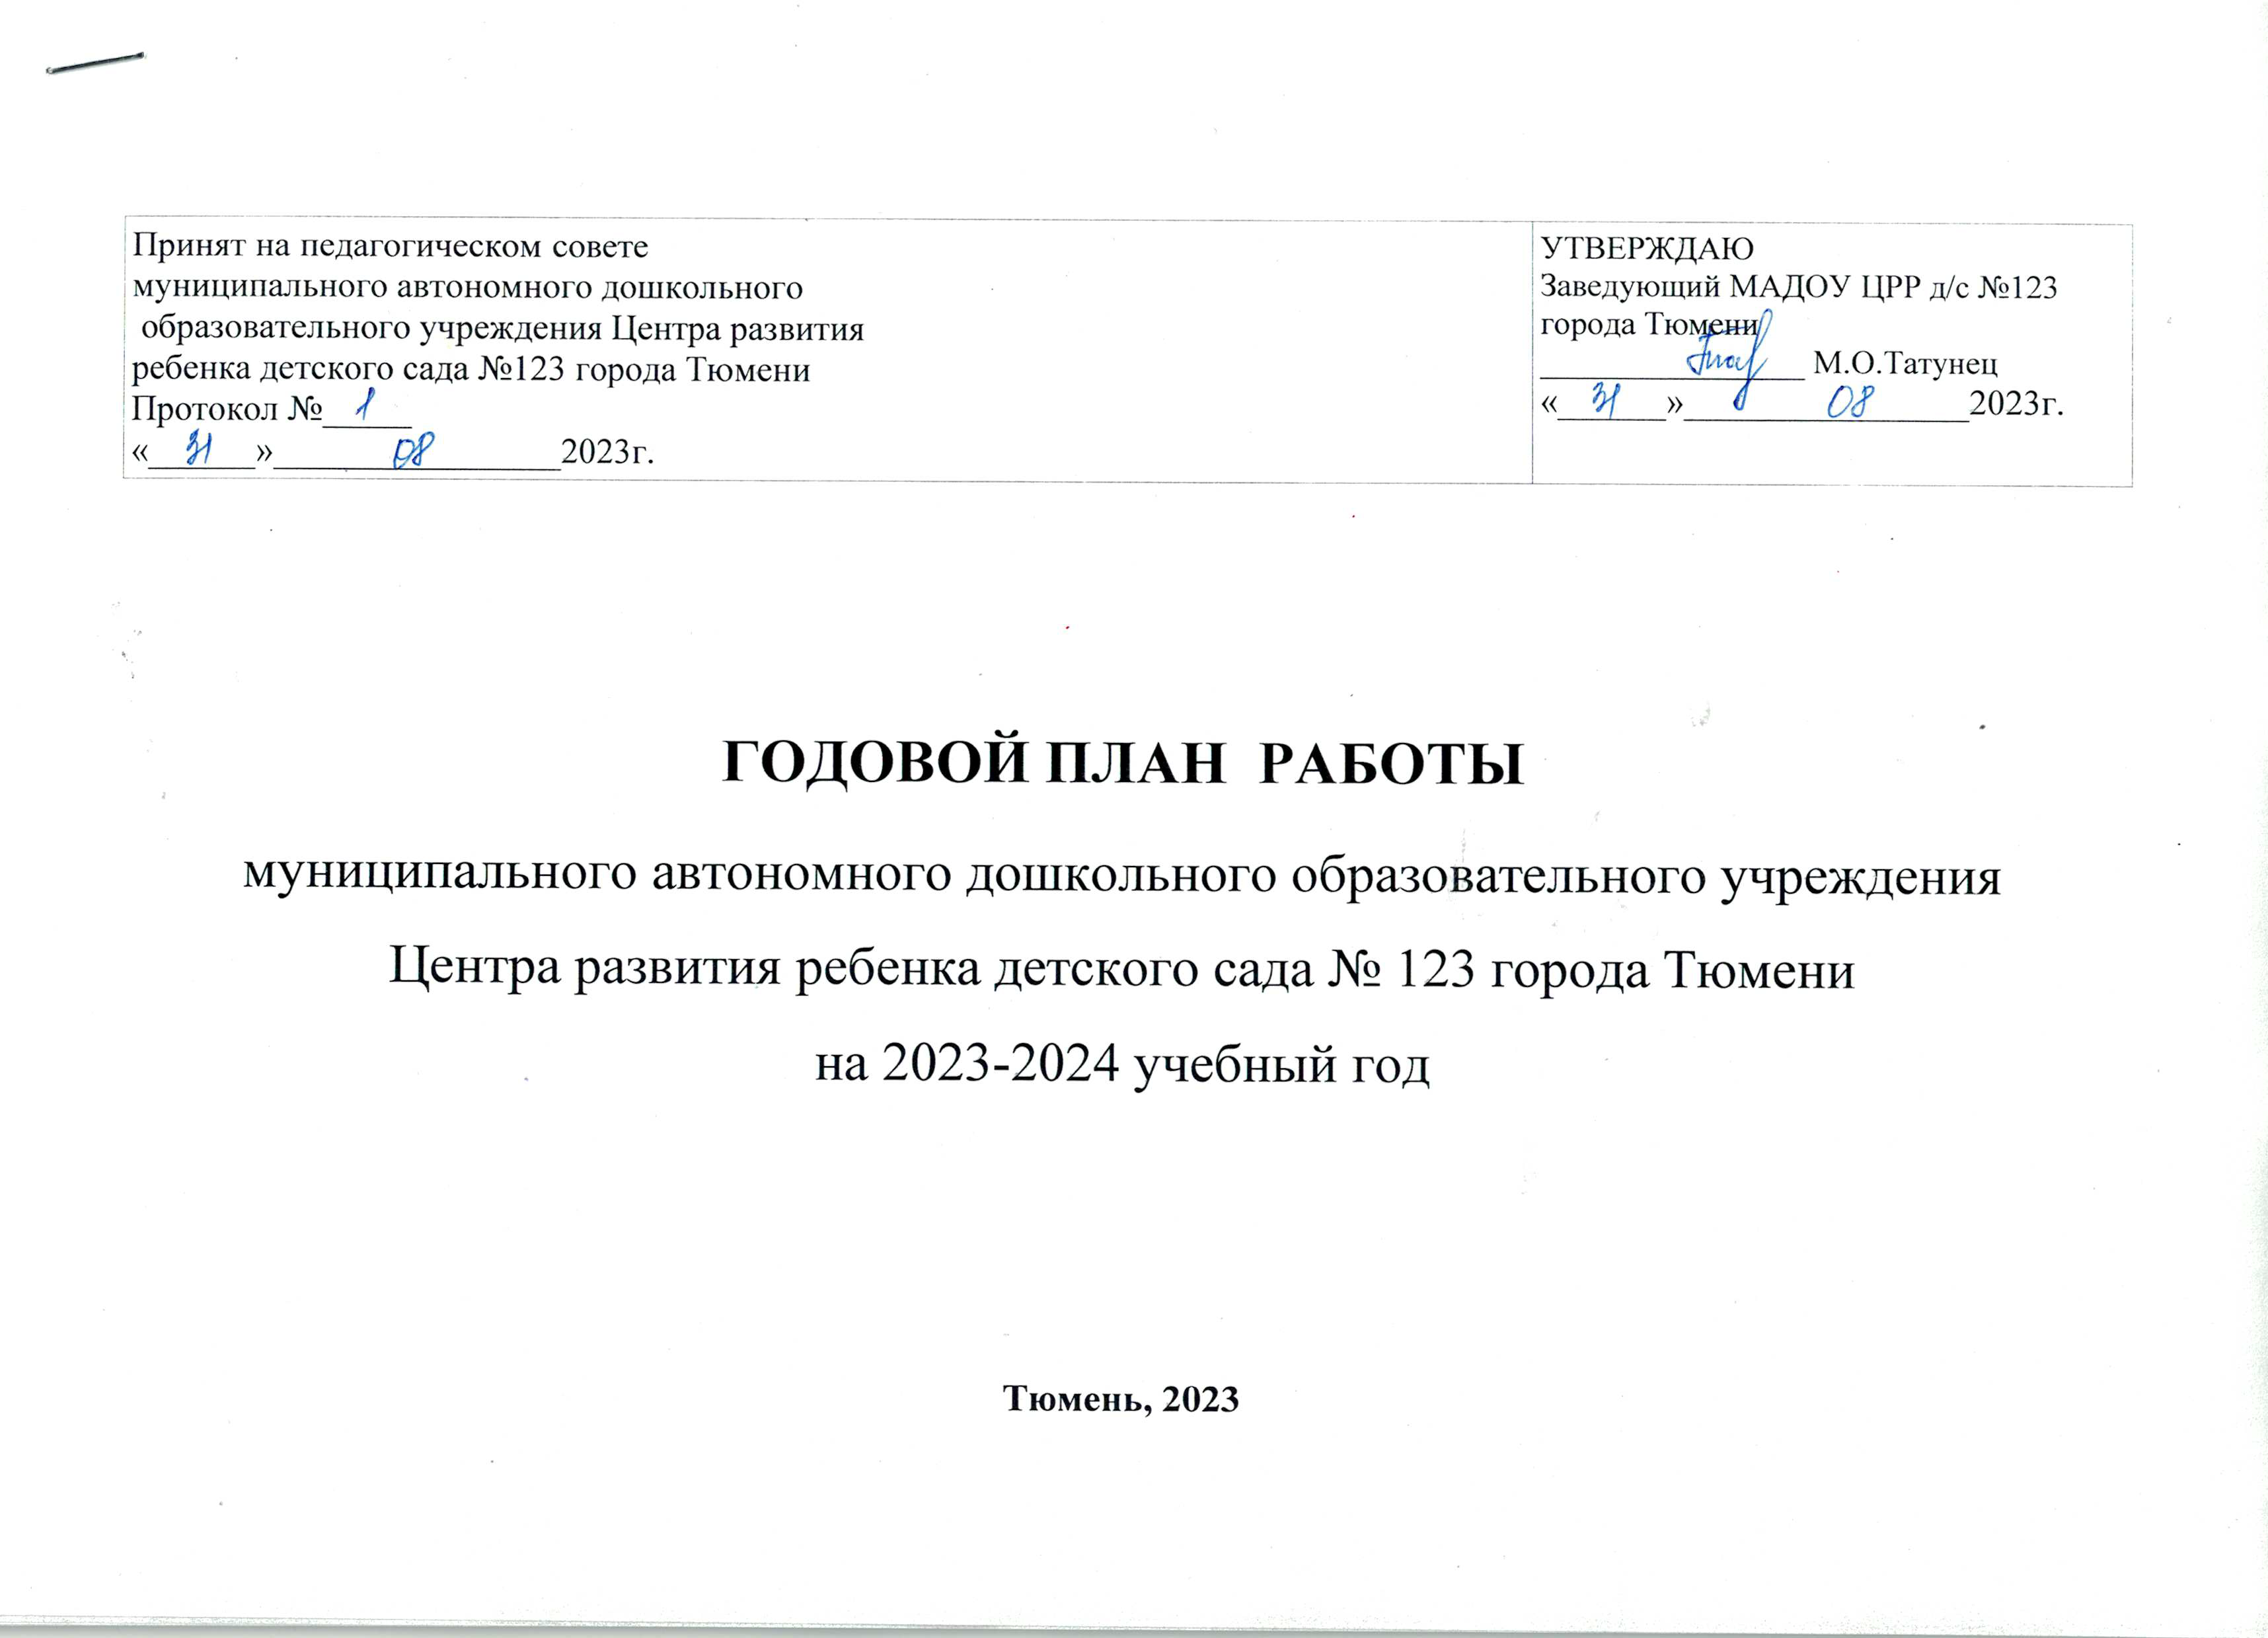 Принят на педагогическом совете
муниципального автономного дошкольного
образовательного учреждения Центра развития
ребенка детского сада №123 города Тюмени
Протокол № 1
« 31 » 08 2023г.
УТВЕРЖДАЮ
Заведующий МАДОУ ЦРР д/с №123
города Тюмени
М.О.Татунец
« 31 » 08 2023г.
ГОДОВОЙ ПЛАН РАБОТЫ
муниципального автономного дошкольного образовательного учреждения
Центра развития ребенка детского сада № 123 города Тюмени
на 2023-2024 учебный год
Тюмень, 2023